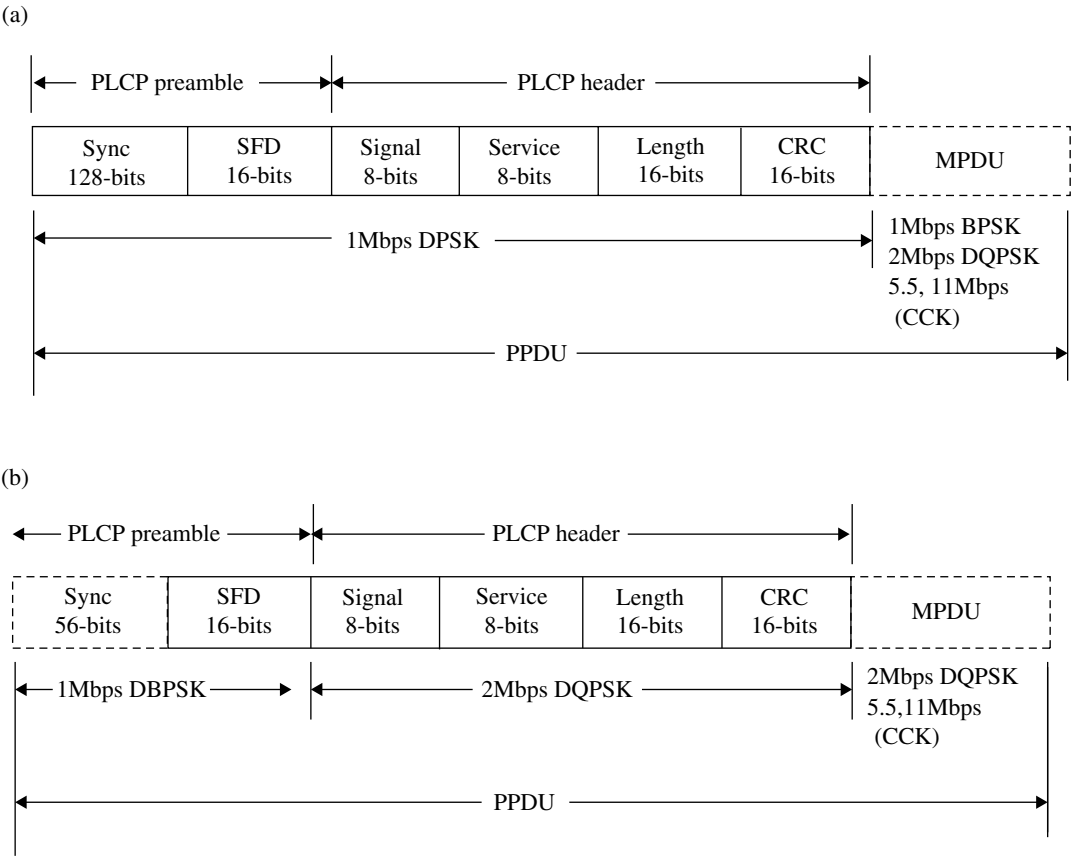 (a)
PLCP preamble PLCP header
Sync SFD Signal Service Length CRC MPDU
128-bits 16-bits 8-bits 8-bits 16-bits 16-bits
1Mbps DPSK
1Mbps BPSK
2Mbps DQPSK
5.5, 11Mbps
(CCK)
PPDU
(b)
PLCP preamble PLCP header
Sync SFD Signal Service Length CRC MPDU
56-bits 16-bits 8-bits 8-bits 16-bits 16-bits
1Mbps DBPSK 2Mbps DQPSK
2Mbps DQPSK
5.5,11Mbps
(CCK)
PPDU